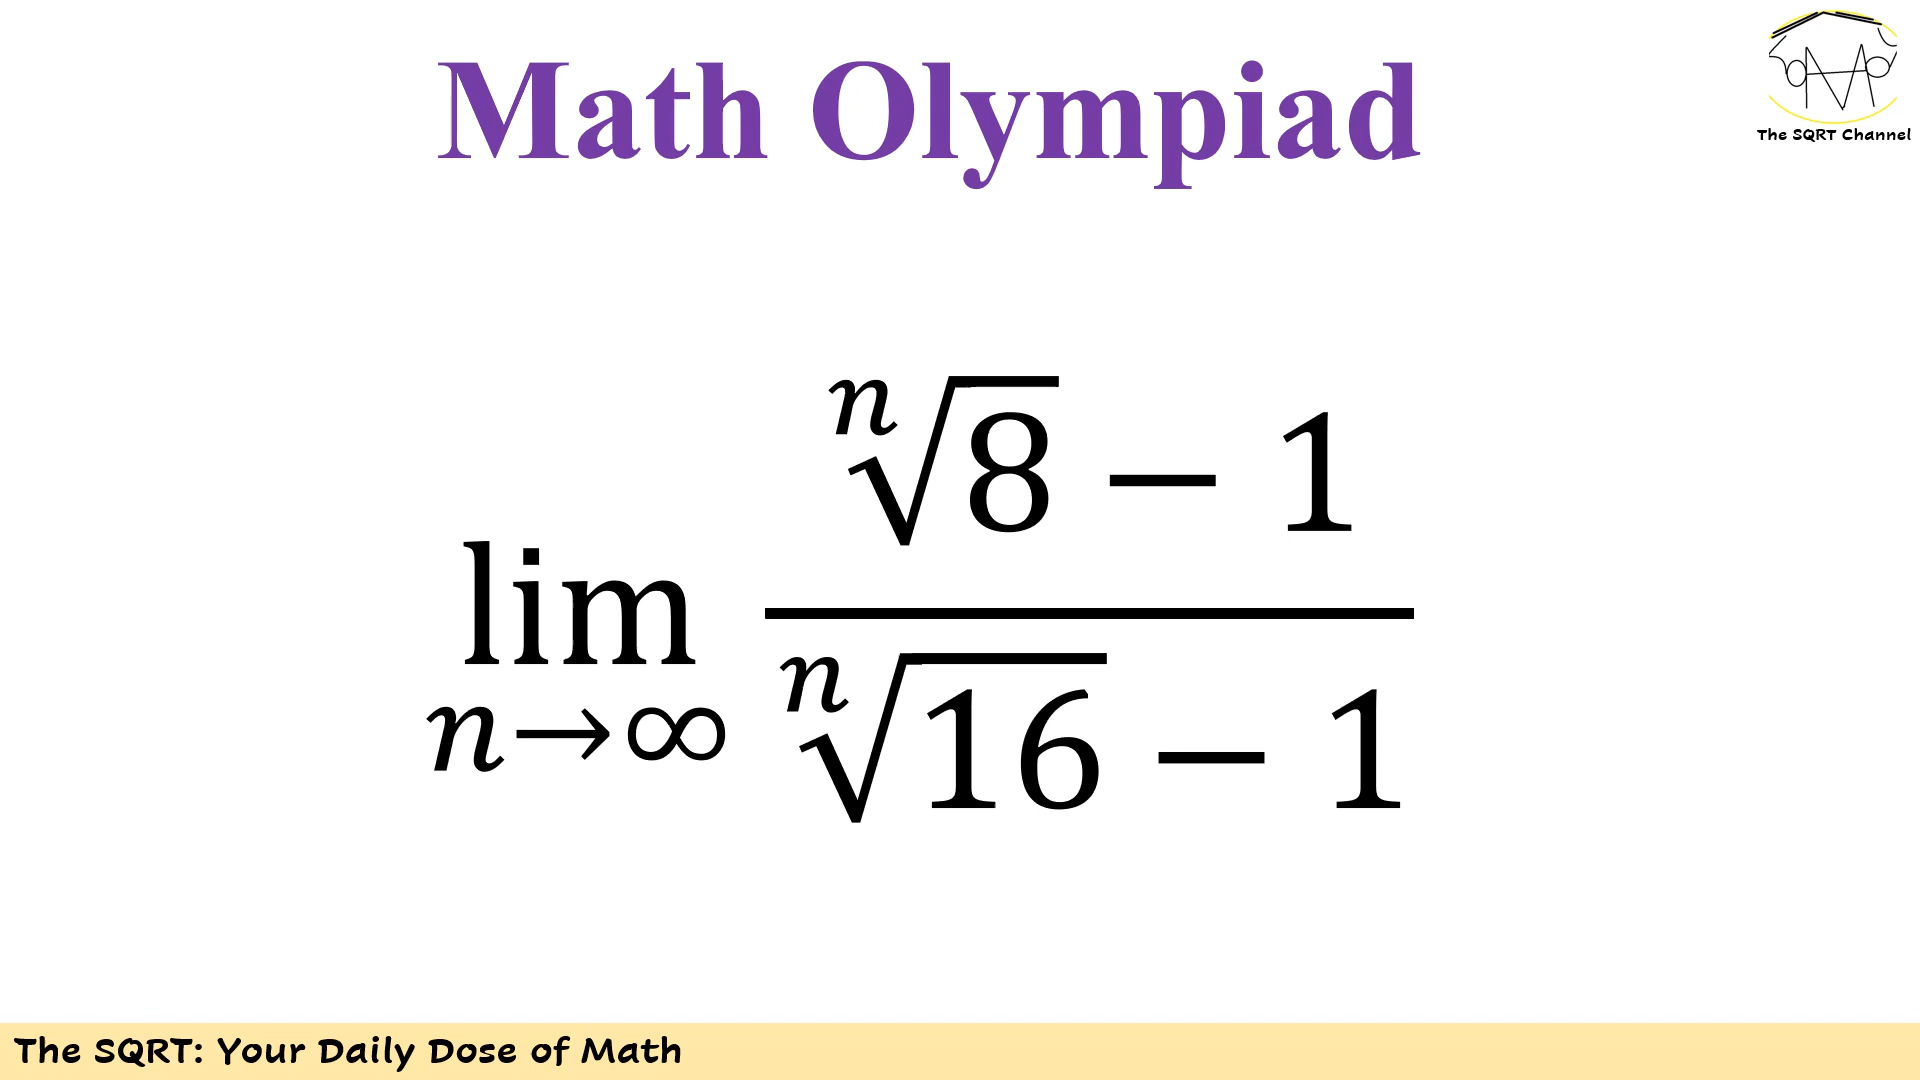 Math Olympiad
The SQRT Channel
lim n→∞ (ⁿ√8 − 1) / (ⁿ√16 − 1)
The SQRT: Your Daily Dose of Math